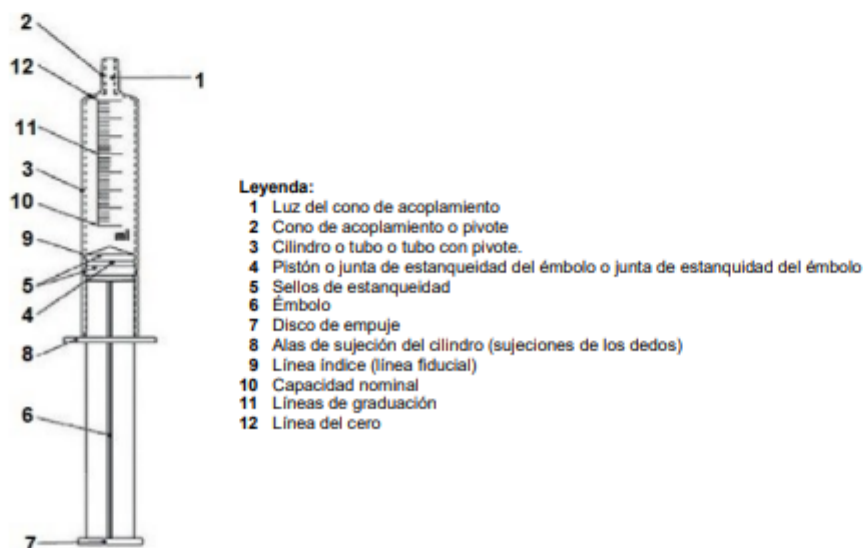 2
12
1
11
3
10
ml
9
5
4
8
6
7
Leyenda:
1 Luz del cono de acoplamiento
2 Cono de acoplamiento o pivote
3 Cilindro o tubo o tubo con pivote.
4 Pistón o junta de estanqueidad del émbolo o junta de estanquidad del émbolo
5 Sellos de estanqueidad
6 Émbolo
7 Disco de empuje
8 Alas de sujeción del cilindro (sujeciones de los dedos)
9 Línea índice (línea fiducial)
10 Capacidad nominal
11 Líneas de graduación
12 Línea del cero